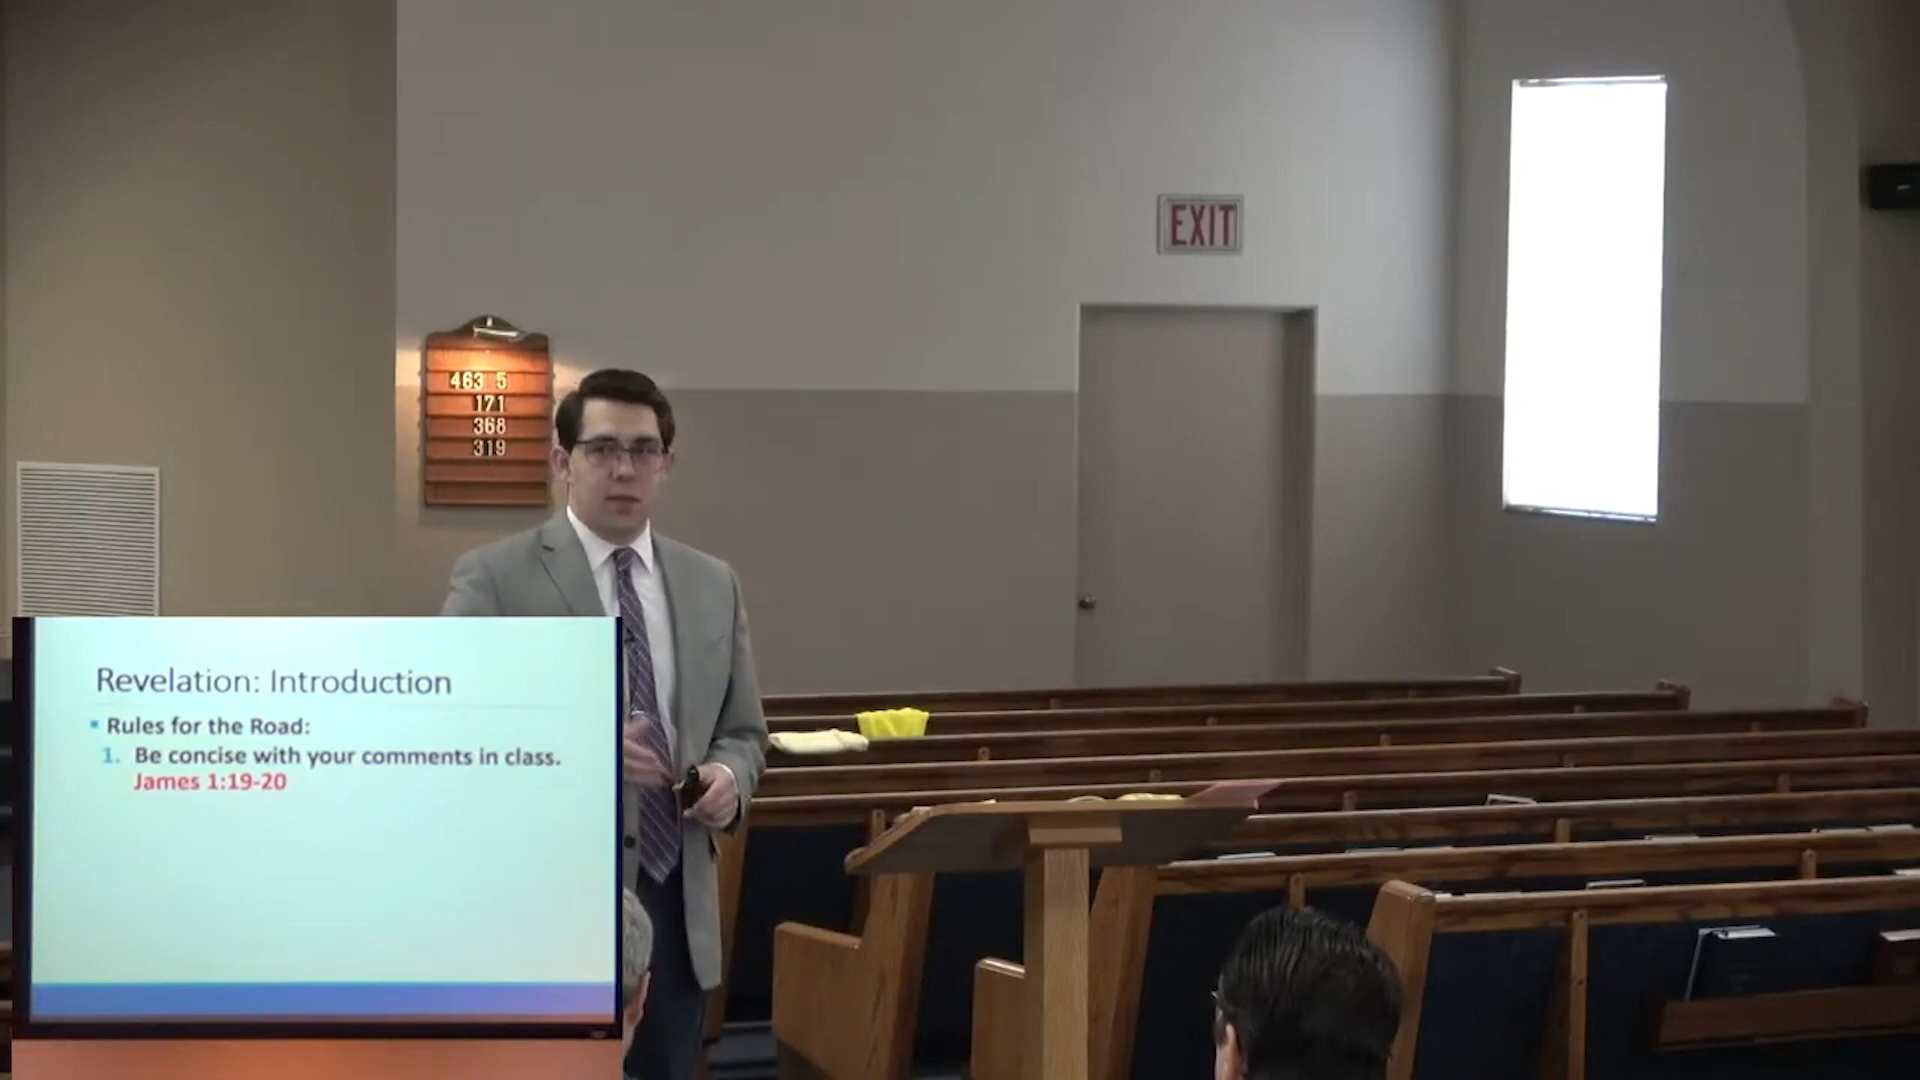 EXIT
463 5
171
368
319
Revelation: Introduction
Rules for the Road:
1. Be concise with your comments in class.
James 1:19-20